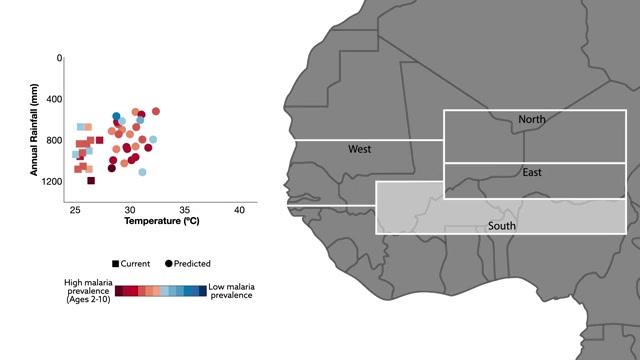 0
400
800
1200
Annual Rainfall (mm)
25
30
35
40
Temperature (ºC)
Current
Predicted
High malaria
prevalence
(Ages 2-10)
Low malaria
prevalence
North
West
East
South